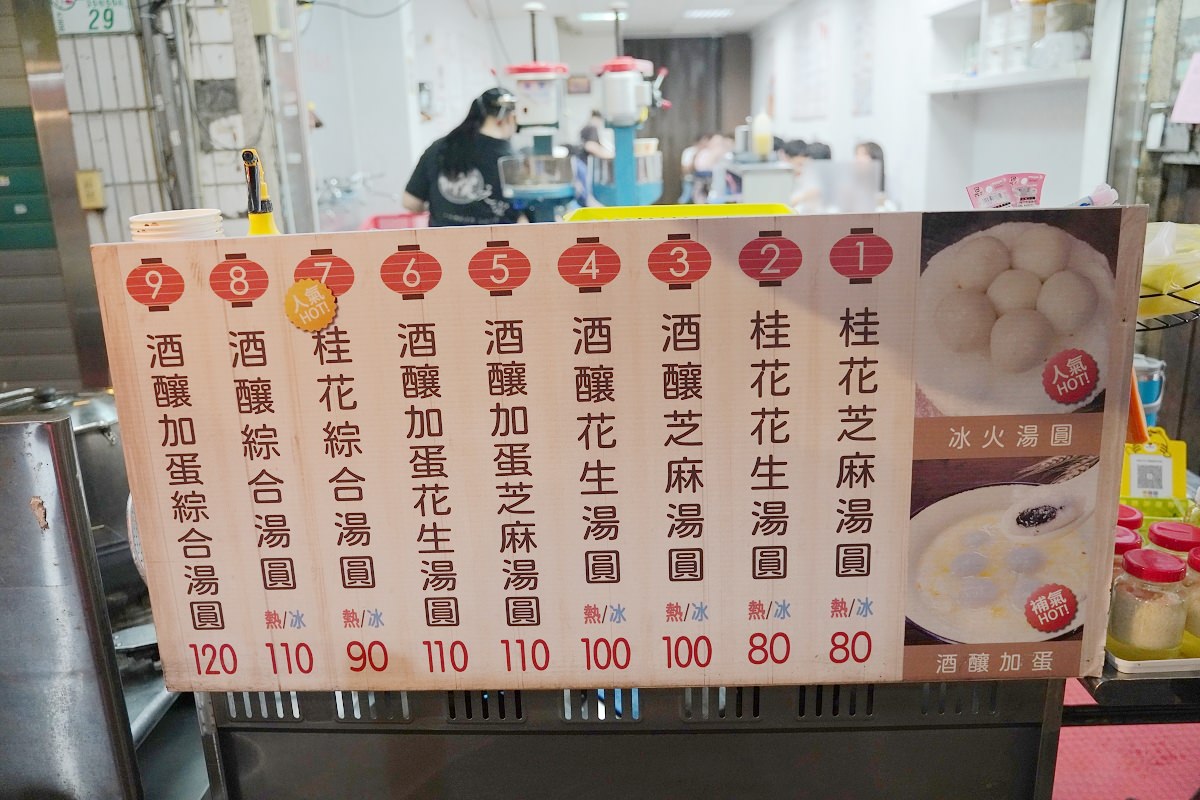 29
1
桂花芝麻湯圓
熱/冰
80
2
桂花花生湯圓
熱/冰
80
3
酒釀芝麻湯圓
熱/冰
100
4
酒釀花生湯圓
熱/冰
100
5
酒釀加蛋芝麻湯圓
110
6
酒釀加蛋花生湯圓
110
7
人氣
HOT!
桂花綜合湯圓
熱/冰
90
8
酒釀綜合湯圓
熱/冰
110
9
酒釀加蛋綜合湯圓
120
人氣
HOT!
冰火湯圓
補氣
HOT!
酒釀加蛋